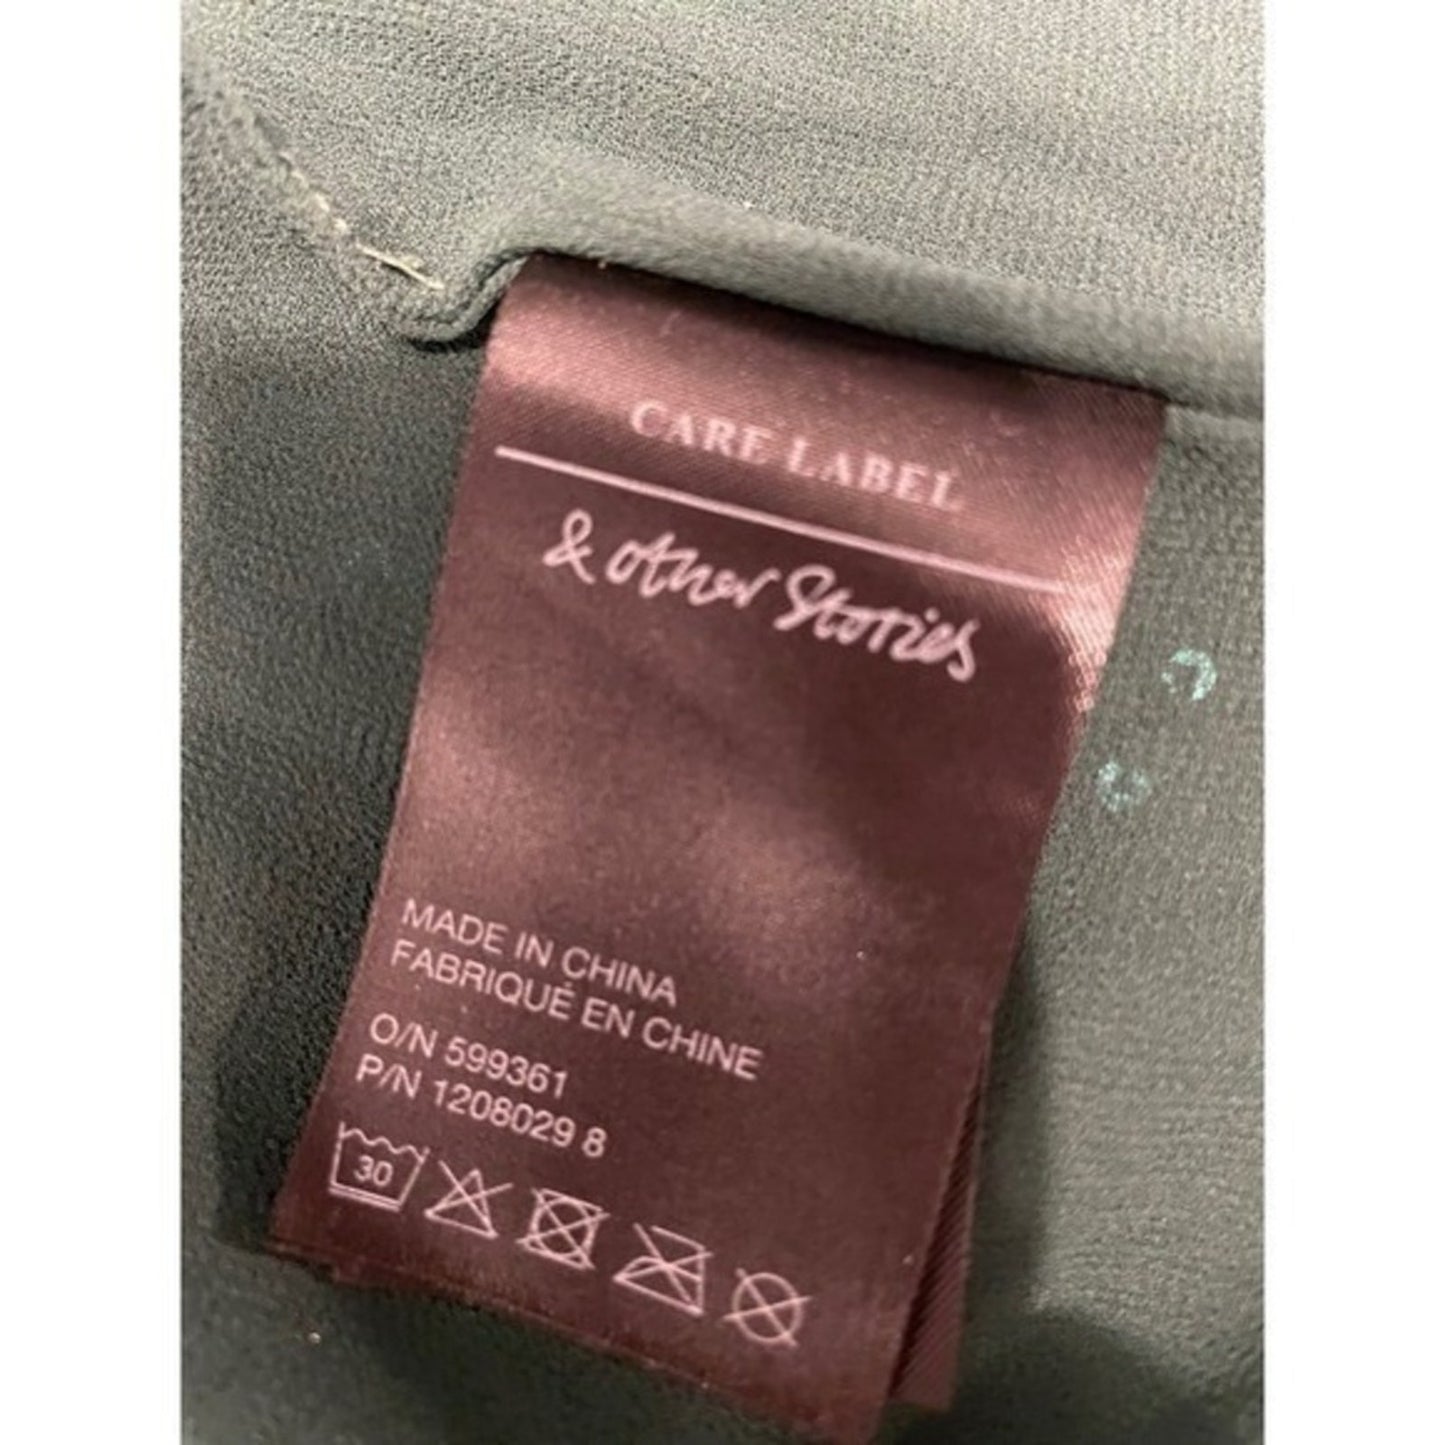 CARE LABEL
& other Stories
MADE IN CHINA
FABRIQUÉ EN CHINE
O/N 599361
P/N 1208029 8
30